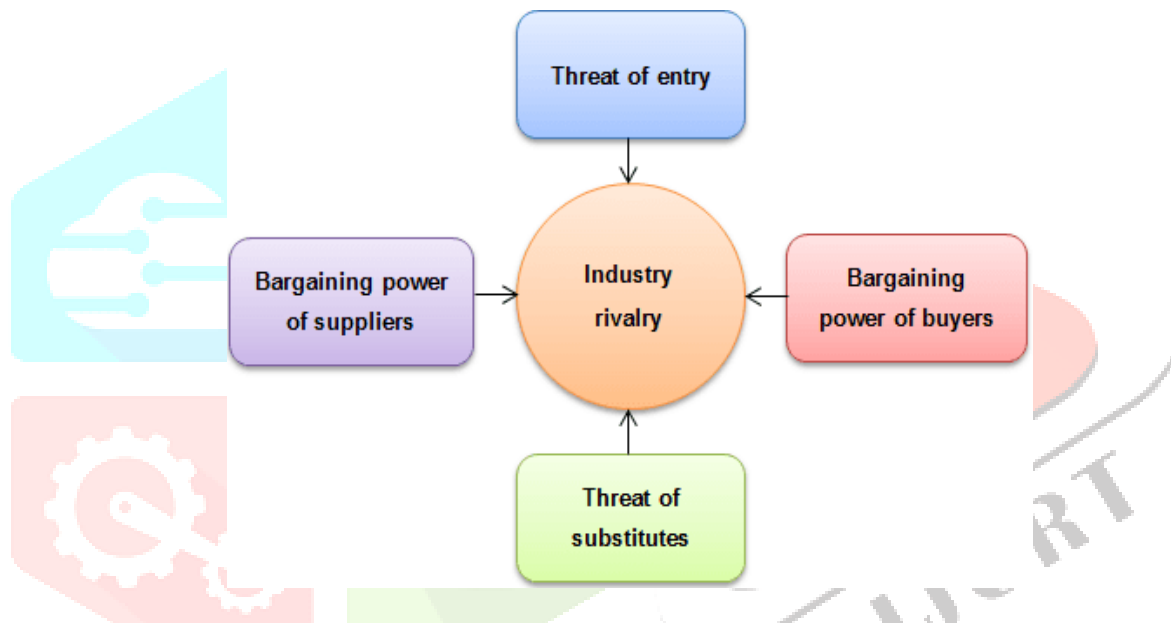 Threat of entry
Bargaining power
of suppliers
Industry
rivalry
Bargaining
power of buyers
Threat of
substitutes